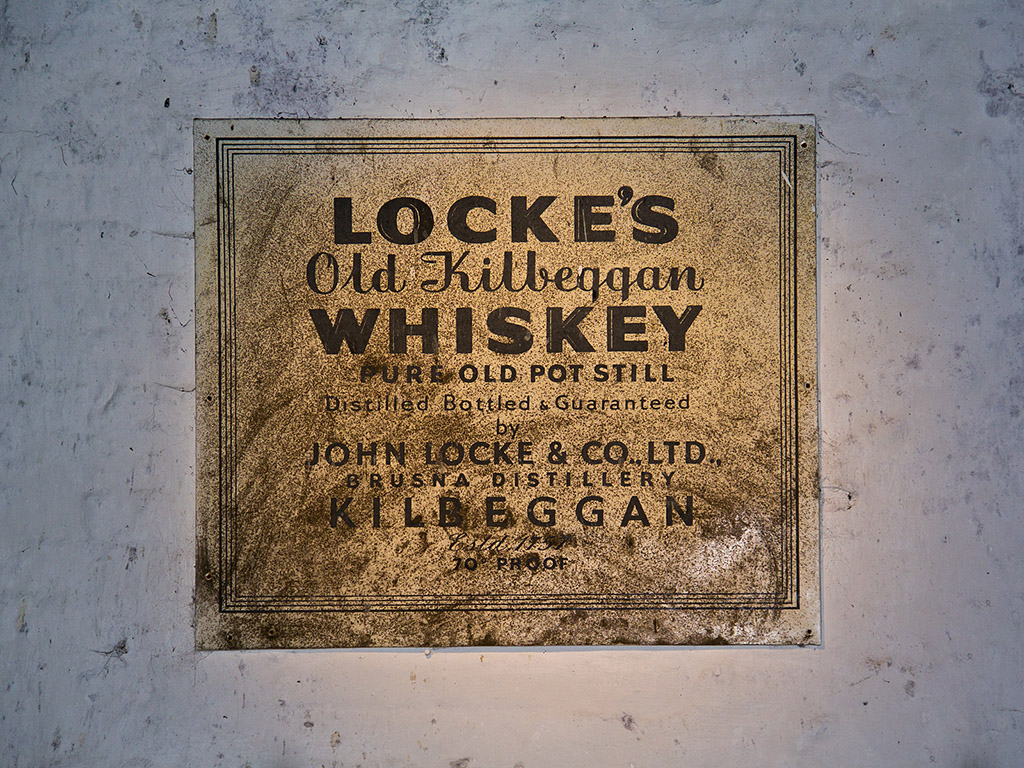 LOCKE'S
Old Kilbeggan
WHISKEY
PURE OLD POT STILL
Distilled Bottled & Guaranteed
by
JOHN LOCKE & CO., LTD.,
BRUSNA DISTILLERY
KILBEGGAN
Estd.
70° PROOF